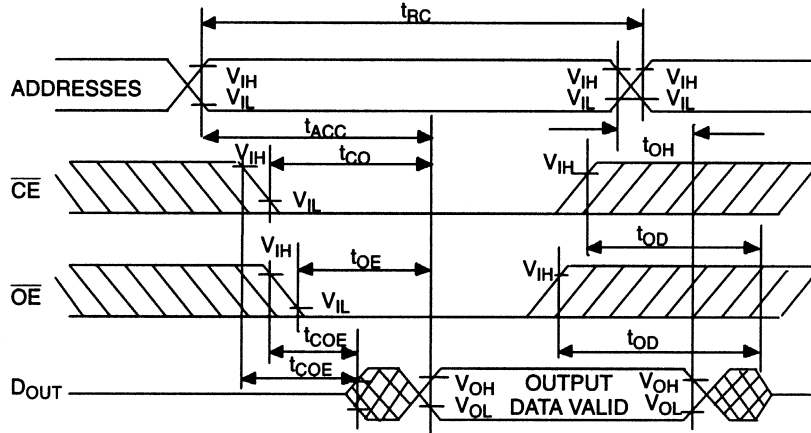 tRC
ADDRESSES
VIH
VIL
VIH
VIL
VIH
VIL
tACC
tOH
CE
VIH
tCO
VIL
VIH
tOD
OE
VIH
tOE
VIL
VIH
tCOE
tOD
tCOE
DOUT
VOH
VOL
OUTPUT
DATA VALID
VOH
VOL